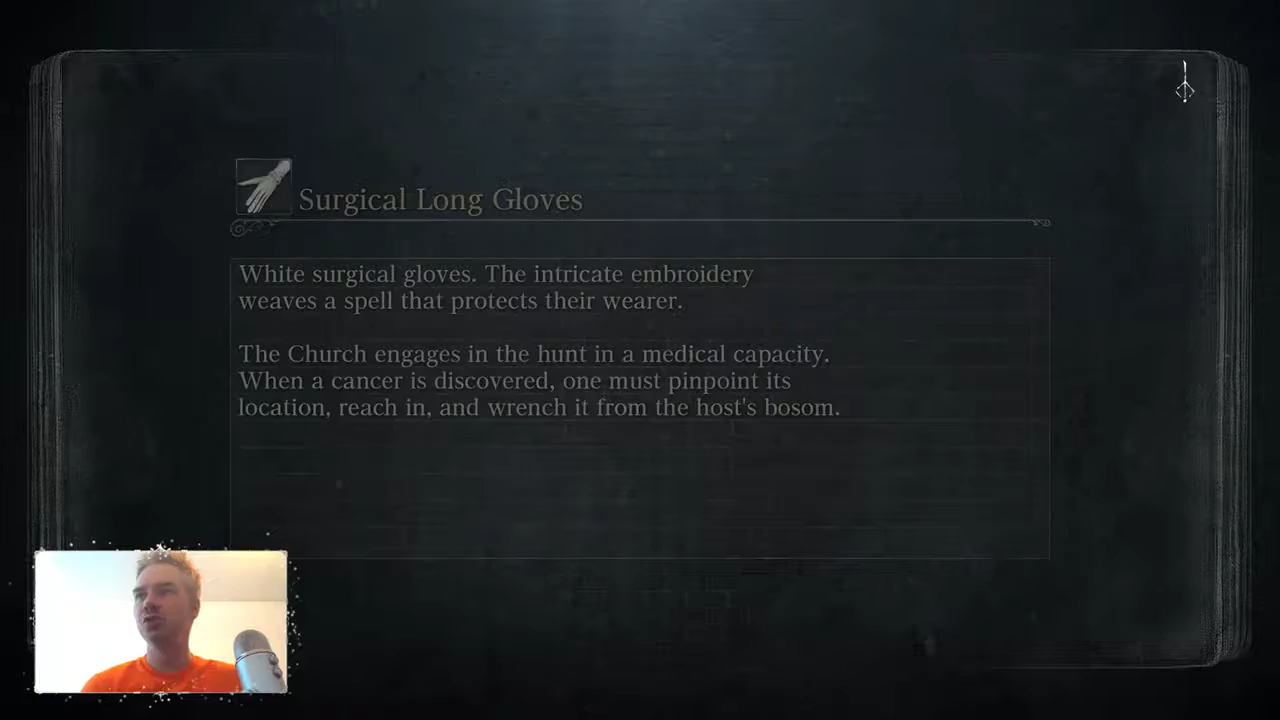 Surgical Long Gloves
White surgical gloves. The intricate embroidery
weaves a spell that protects their wearer.
The Church engages in the hunt in a medical capacity.
When a cancer is discovered, one must pinpoint its
location, reach in, and wrench it from the host's bosom.